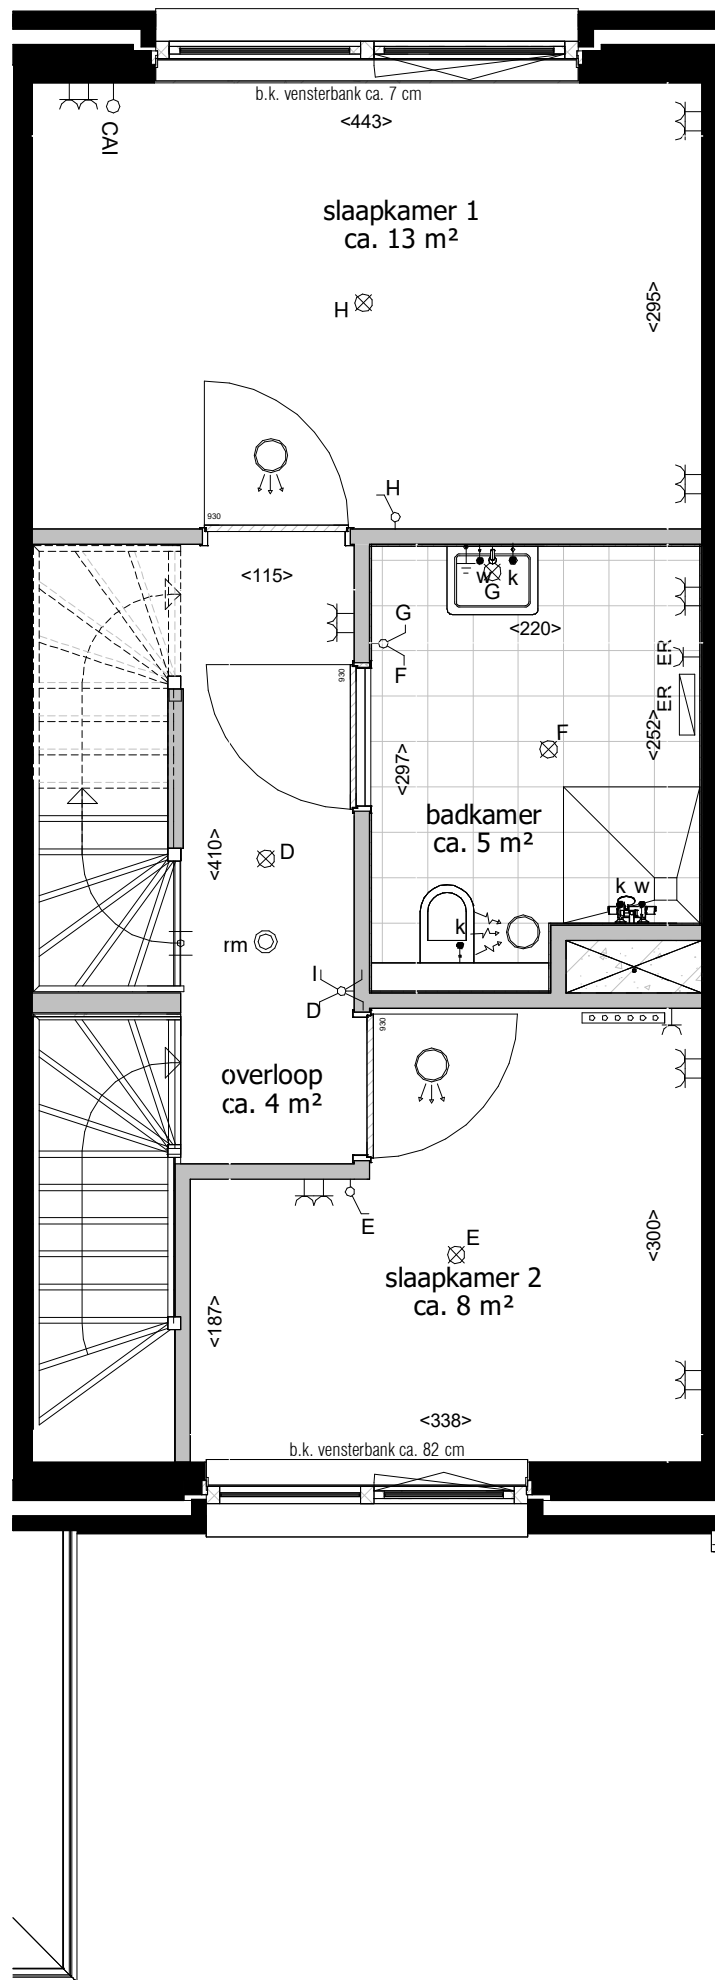 b.k. vensterbank ca. 7 cm
<443>
CAI
slaapkamer 1
ca. 13 m²
<295>
H
H
930
<115>
w
k
G
<220>
G
F
ER
ER
930
<252>
F
<297>
badkamer
ca. 5 m²
<410>
D
k w
k
rm
I
D
930
overloop
ca. 4 m²
E
<300>
E
slaapkamer 2
ca. 8 m²
<187>
<338>
b.k. vensterbank ca. 82 cm